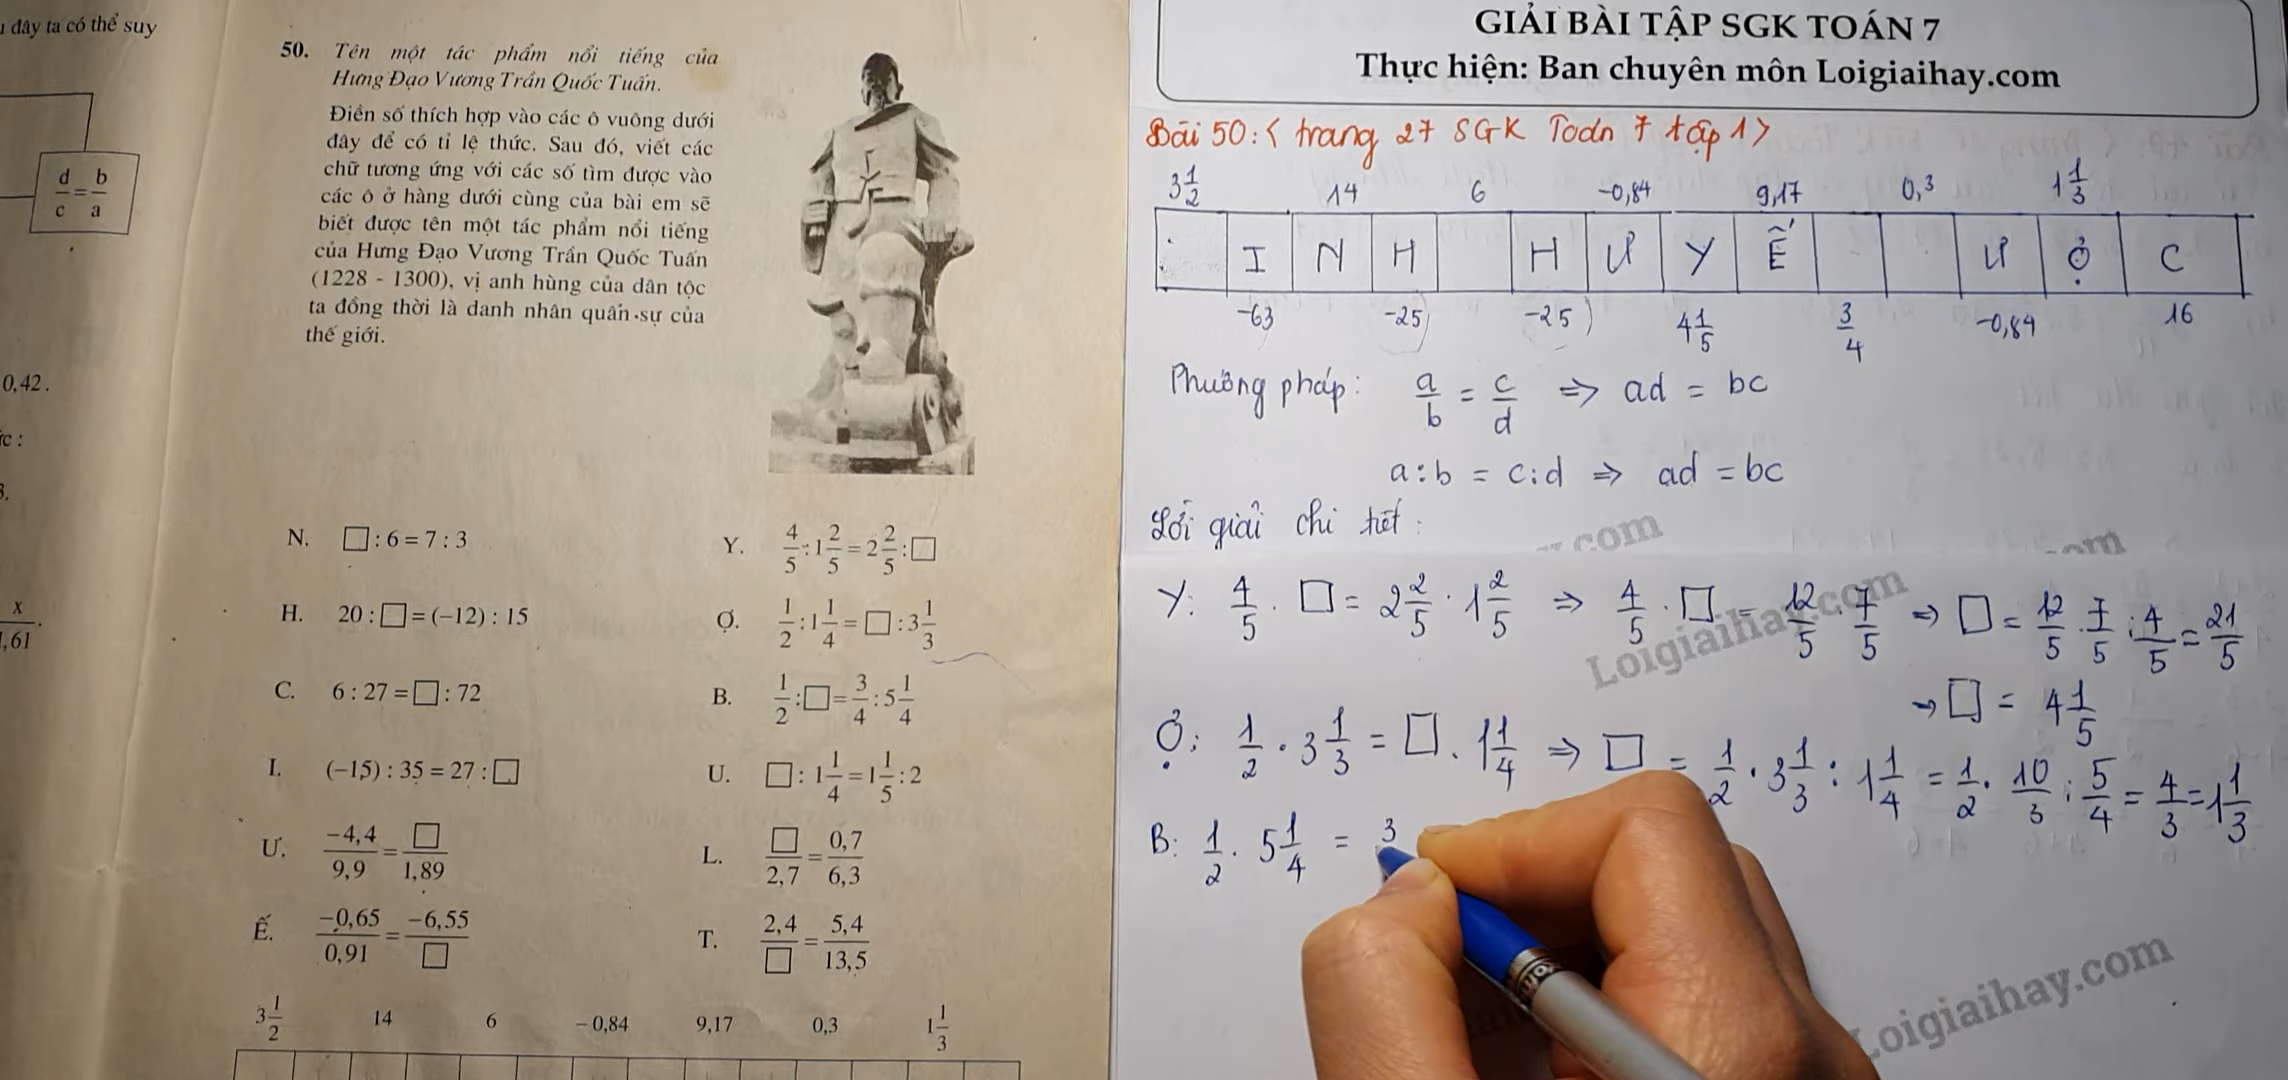 đây ta có thể suy
d/c = b/a
0,42.
ức :
3.
x/1,61.
50. Tên một tác phẩm nổi tiếng của
Hưng Đạo Vương Trần Quốc Tuấn.
Điền số thích hợp vào các ô vuông dưới
đây để có tỉ lệ thức. Sau đó, viết các
chữ tương ứng với các số tìm được vào
các ô ở hàng dưới cùng của bài em sẽ
biết được tên một tác phẩm nổi tiếng
của Hưng Đạo Vương Trần Quốc Tuấn
(1228 - 1300), vị anh hùng của dân tộc
ta đồng thời là danh nhân quân sự của
thế giới.
N. □ : 6 = 7 : 3
Y. 4/5 : 1 2/5 = 2 2/5 : □
H. 20 : □ = (−12) : 15
Ợ. 1/2 : 1 1/4 = □ : 3 1/3
C. 6 : 27 = □ : 72
B. 1/2 : □ = 3/4 : 5 1/4
I. (−15) : 35 = 27 : □
U. □ : 1 1/4 = 1 1/5 : 2
Ư. −4,4/9,9 = □/1,89
L. □/2,7 = 0,7/6,3
Ế. −0,65/0,91 = −6,55/□
T. 2,4/□ = 5,4/13,5
3 1/2 14 6 −0,84 9,17 0,3 1 1/3
GIẢI BÀI TẬP SGK TOÁN 7
Thực hiện: Ban chuyên môn Loigiaihay.com
Bài 50: < trang 27 SGK Toán 7 tập 1 >
3 1/2 14 6 -0,84 9,17 0,3 1 1/3
I N H H Ư Y Ế Ư Ợ C
-63 -25 -25 4 1/5 3/4 -0,84 16
Phương pháp: a/b = c/d ⇒ ad = bc
a : b = c : d ⇒ ad = bc
Lời giải chi tiết :
Y: 4/5 . □ = 2 2/5 . 1 2/5 ⇒ 4/5 . □ = 12/5 . 7/5 ⇒ □ = 12/5 . 7/5 : 4/5 = 21/5
⇒ □ = 4 1/5
Ợ: 1/2 . 3 1/3 = □ . 1 1/4 ⇒ □ = 1/2 . 3 1/3 : 1 1/4 = 1/2 . 10/3 : 5/4 = 4/3 = 1 1/3
B: 1/2 . 5 1/4 = 3
Loigiaihay.com
Loigiaihay.com